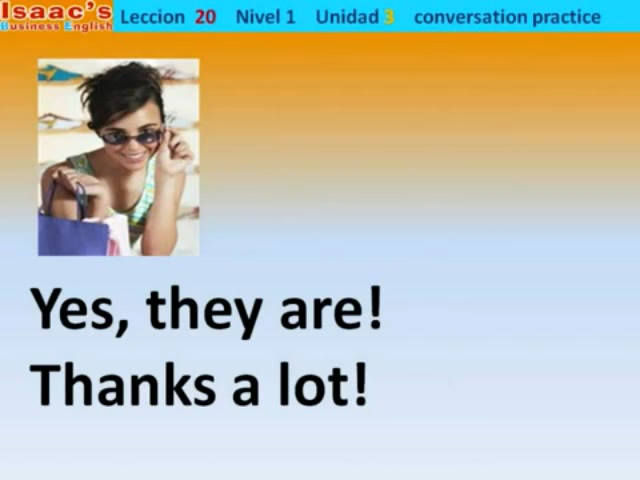 Isaac's
Business English
Leccion 20 Nivel 1 Unidad 3 conversation practice
Yes, they are!
Thanks a lot!